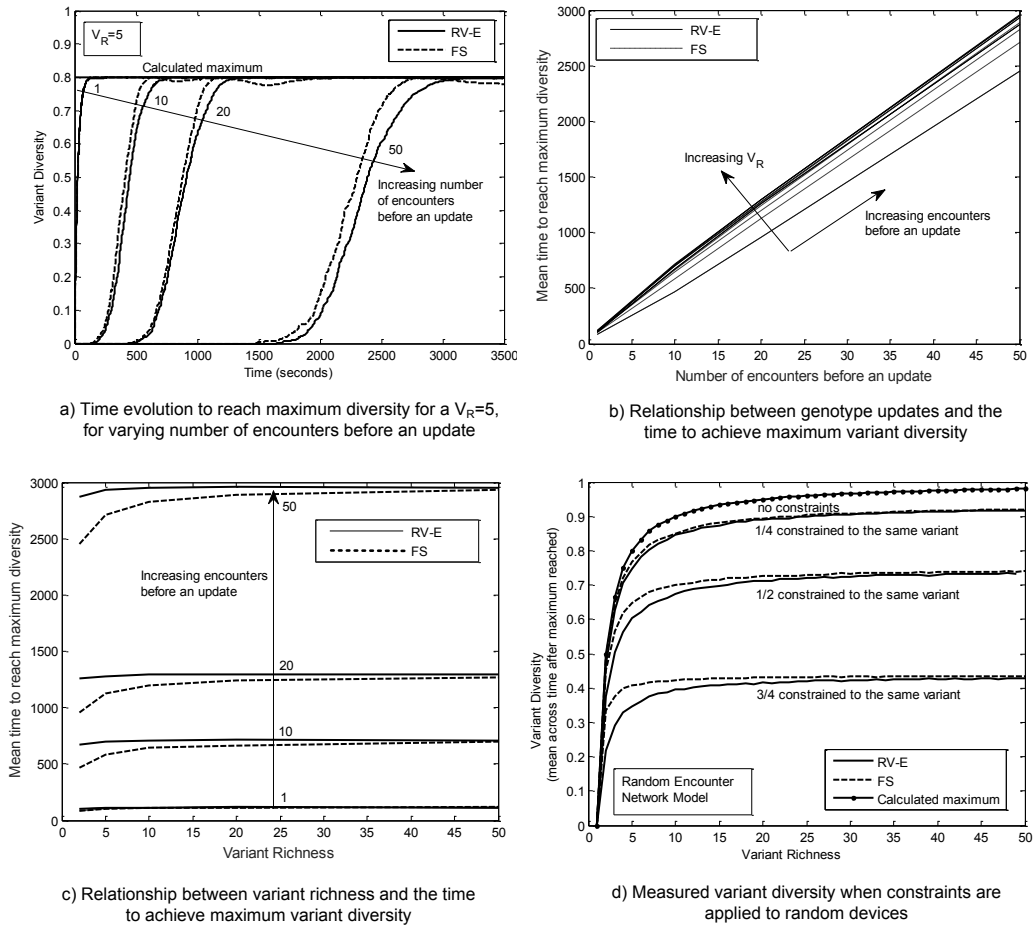 V_R=5
RV-E
FS
Calculated maximum
1
10
20
50
Increasing number
of encounters
before an update
Variant Diversity
1
0.9
0.8
0.7
0.6
0.5
0.4
0.3
0.2
0.1
0
0 500 1000 1500 2000 2500 3000 3500
Time (seconds)
a) Time evolution to reach maximum diversity for a V_R=5,
for varying number of encounters before an update
RV-E
FS
Increasing V_R
Increasing encounters
before an update
Mean time to reach maximum diversity
3000
2500
2000
1500
1000
500
0
0 5 10 15 20 25 30 35 40 45 50
Number of encounters before an update
b) Relationship between genotype updates and the
time to achieve maximum variant diversity
50
RV-E
FS
Increasing encounters
before an update
20
10
1
Mean time to reach maximum diversity
3000
2500
2000
1500
1000
500
0
0 5 10 15 20 25 30 35 40 45 50
Variant Richness
c) Relationship between variant richness and the time
to achieve maximum variant diversity
no constraints
1/4 constrained to the same variant
1/2 constrained to the same variant
3/4 constrained to the same variant
Random Encounter
Network Model
RV-E
FS
Calculated maximum
Variant Diversity
(mean across time after maximum reached)
1
0.9
0.8
0.7
0.6
0.5
0.4
0.3
0.2
0.1
0
0 5 10 15 20 25 30 35 40 45 50
Variant Richness
d) Measured variant diversity when constraints are
applied to random devices